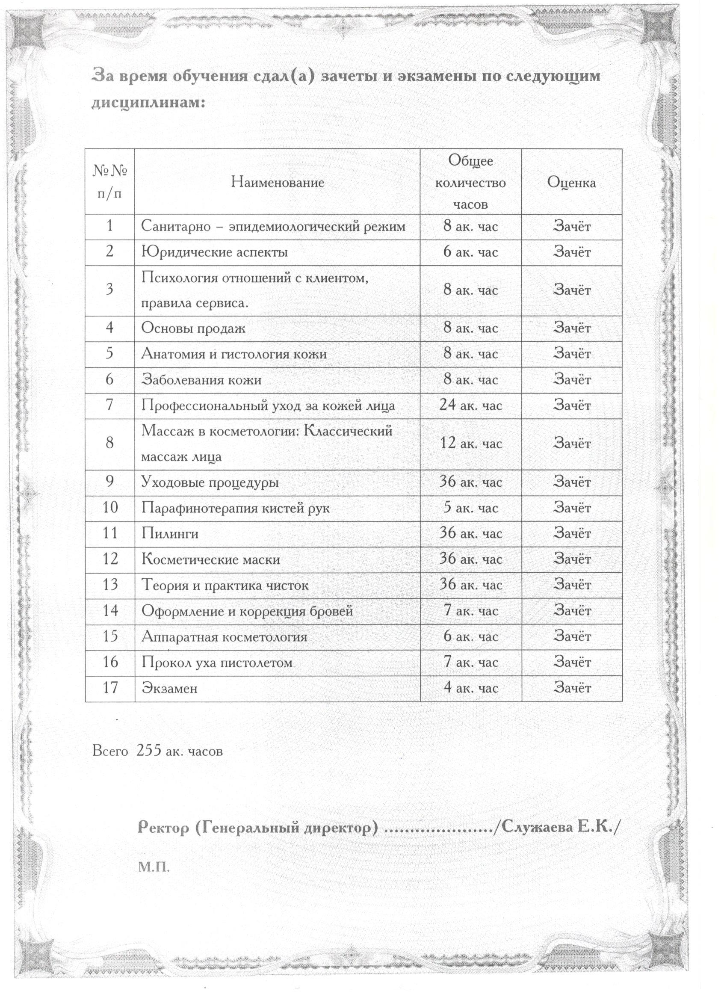 За время обучения сдал(а) зачеты и экзамены по следующим
дисциплинам:
№№ п/п Наименование Общее количество часов Оценка
1 Санитарно – эпидемиологический режим 8 ак. час Зачёт
2 Юридические аспекты 6 ак. час Зачёт
3 Психология отношений с клиентом, правила сервиса. 8 ак. час Зачёт
4 Основы продаж 8 ак. час Зачёт
5 Анатомия и гистология кожи 8 ак. час Зачёт
6 Заболевания кожи 8 ак. час Зачёт
7 Профессиональный уход за кожей лица 24 ак. час Зачёт
8 Массаж в косметологии: Классический массаж лица 12 ак. час Зачёт
9 Уходовые процедуры 36 ак. час Зачёт
10 Парафинотерапия кистей рук 5 ак. час Зачёт
11 Пилинги 36 ак. час Зачёт
12 Косметические маски 36 ак. час Зачёт
13 Теория и практика чисток 36 ак. час Зачёт
14 Оформление и коррекция бровей 7 ак. час Зачёт
15 Аппаратная косметология 6 ак. час Зачёт
16 Прокол уха пистолетом 7 ак. час Зачёт
17 Экзамен 4 ак. час Зачёт
Всего 255 ак. часов
Ректор (Генеральный директор) ...................../Служаева Е.К./
М.П.